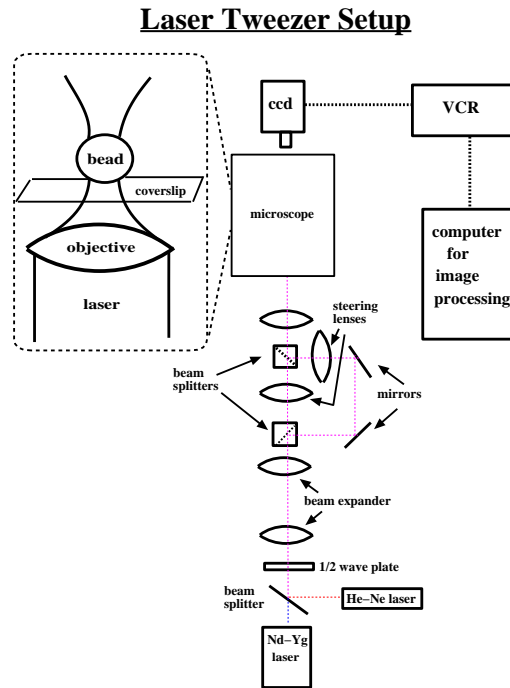 Laser Tweezer Setup
ccd
VCR
bead
coverslip
microscope
objective
computer
for
image
processing
laser
steering
lenses
beam
splitters
mirrors
beam expander
1/2 wave plate
beam
splitter
He−Ne laser
Nd−Yg
laser